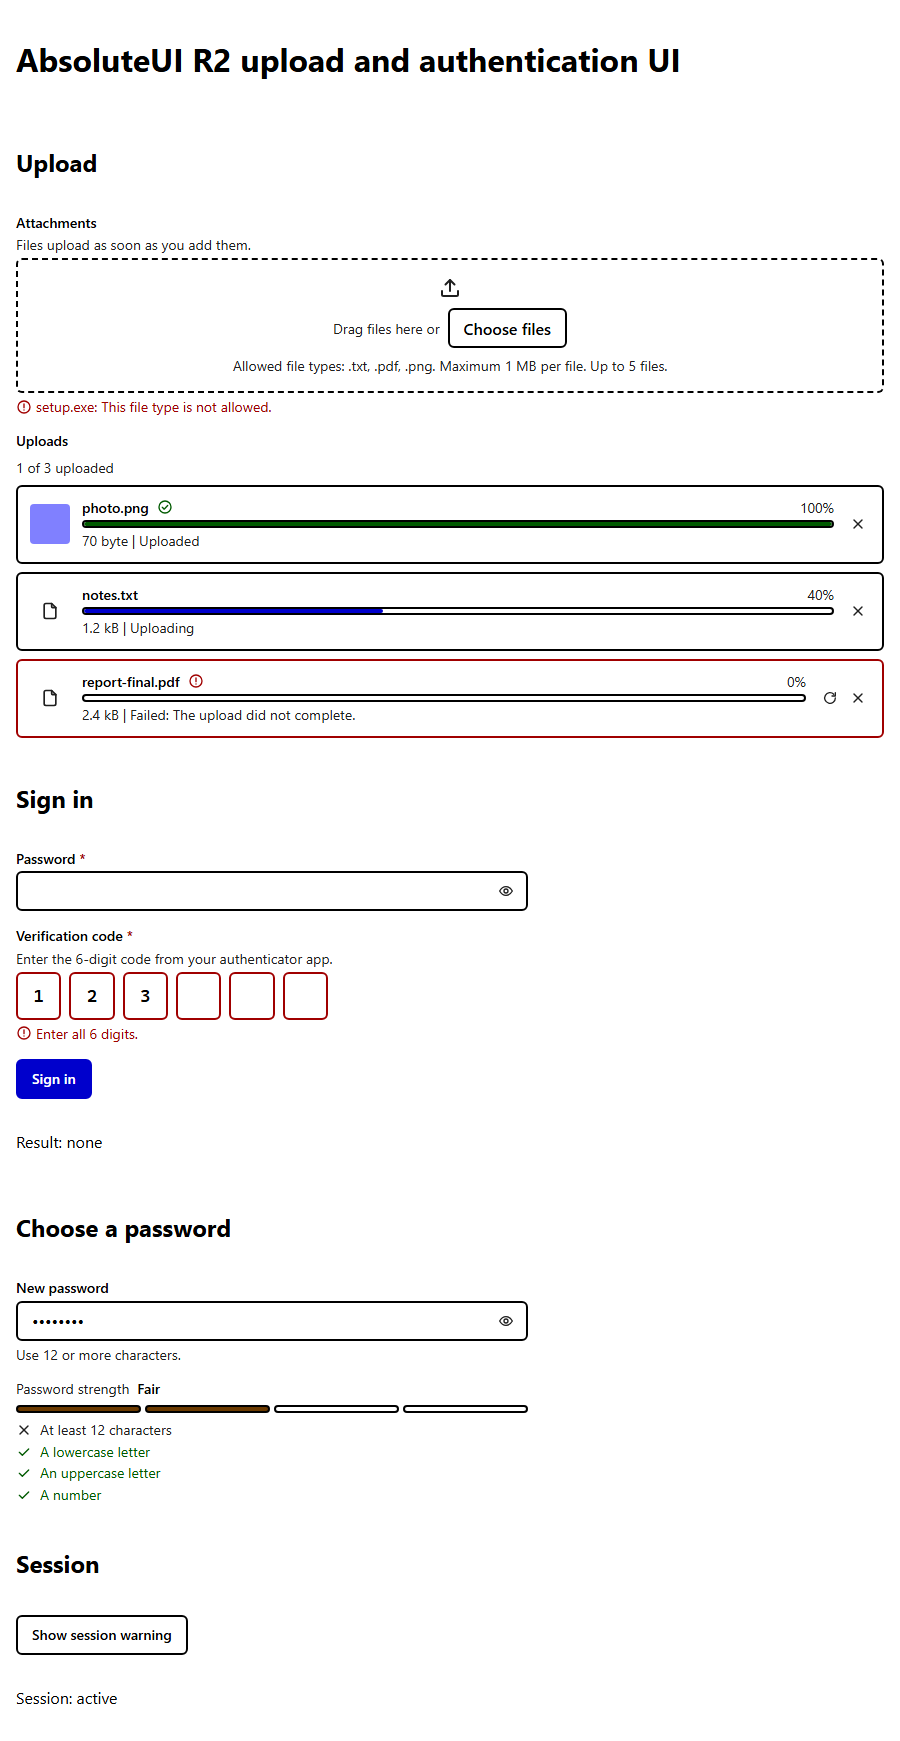 AbsoluteUI R2 upload and authentication UI
Upload
Attachments
Files upload as soon as you add them.
Drag files here or Choose files
Allowed file types: .txt, .pdf, .png. Maximum 1 MB per file. Up to 5 files.
setup.exe: This file type is not allowed.
Uploads
1 of 3 uploaded
photo.png 100%
70 byte | Uploaded
notes.txt 40%
1.2 kB | Uploading
report-final.pdf 0%
2.4 kB | Failed: The upload did not complete.
Sign in
Password *
Verification code *
Enter the 6-digit code from your authenticator app.
1 2 3
Enter all 6 digits.
Sign in
Result: none
Choose a password
New password
••••••••
Use 12 or more characters.
Password strength Fair
At least 12 characters
A lowercase letter
An uppercase letter
A number
Session
Show session warning
Session: active